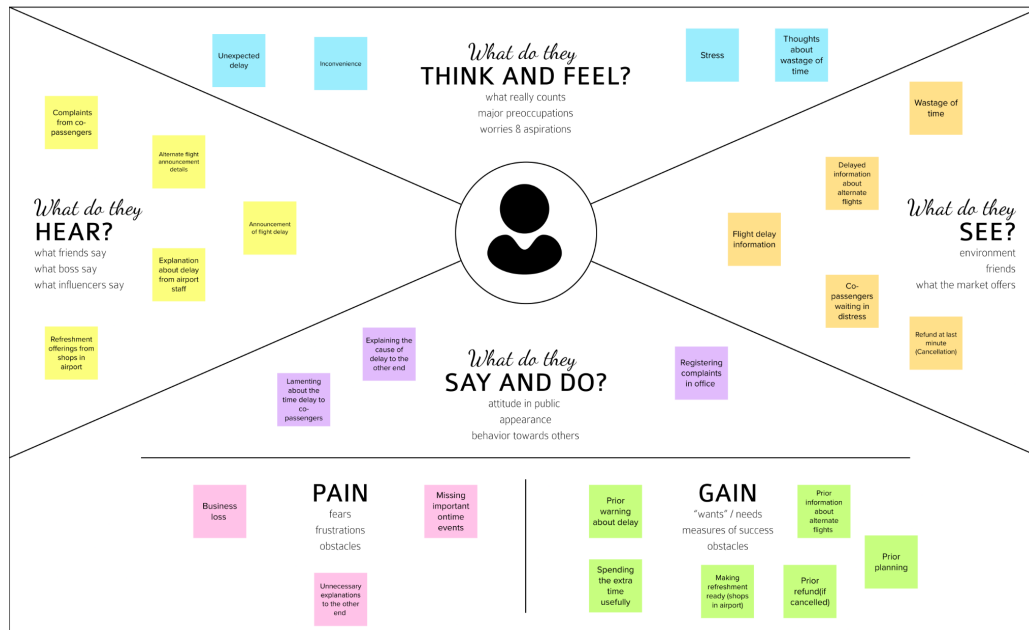 Unexpected
delay
Inconvenience
What do they
THINK AND FEEL?
what really counts
major preoccupations
worries & aspirations
Stress
Thoughts
about
wastage of
time
Complaints
from co-
passengers
Alternate flight
announcement
details
Announcement
of flight delay
What do they
HEAR?
what friends say
what boss say
what influencers say
Explanation
about delay
from airport
staff
Refreshment
offerings from
shops in
airport
Wastage of
time
Delayed
information
about
alternate
flights
Flight delay
information
What do they
SEE?
environment
friends
what the market offers
Co-
passengers
waiting in
distress
Refund at last
minute
(Cancellation)
Explaining the
cause of
delay to the
other end
Lamenting
about the
time delay to
co-
passengers
What do they
SAY AND DO?
attitude in public
appearance
behavior towards others
Registering
complaints
in office
Business
loss
PAIN
fears
frustrations
obstacles
Missing
important
ontime
events
Unnecessary
explanations
to the other
end
Prior
warning
about delay
GAIN
"wants" / needs
measures of success
obstacles
Prior
information
about
alternate
flights
Prior
planning
Spending
the extra
time
usefully
Making
refreshment
ready (shops
in airport)
Prior
refund(if
cancelled)